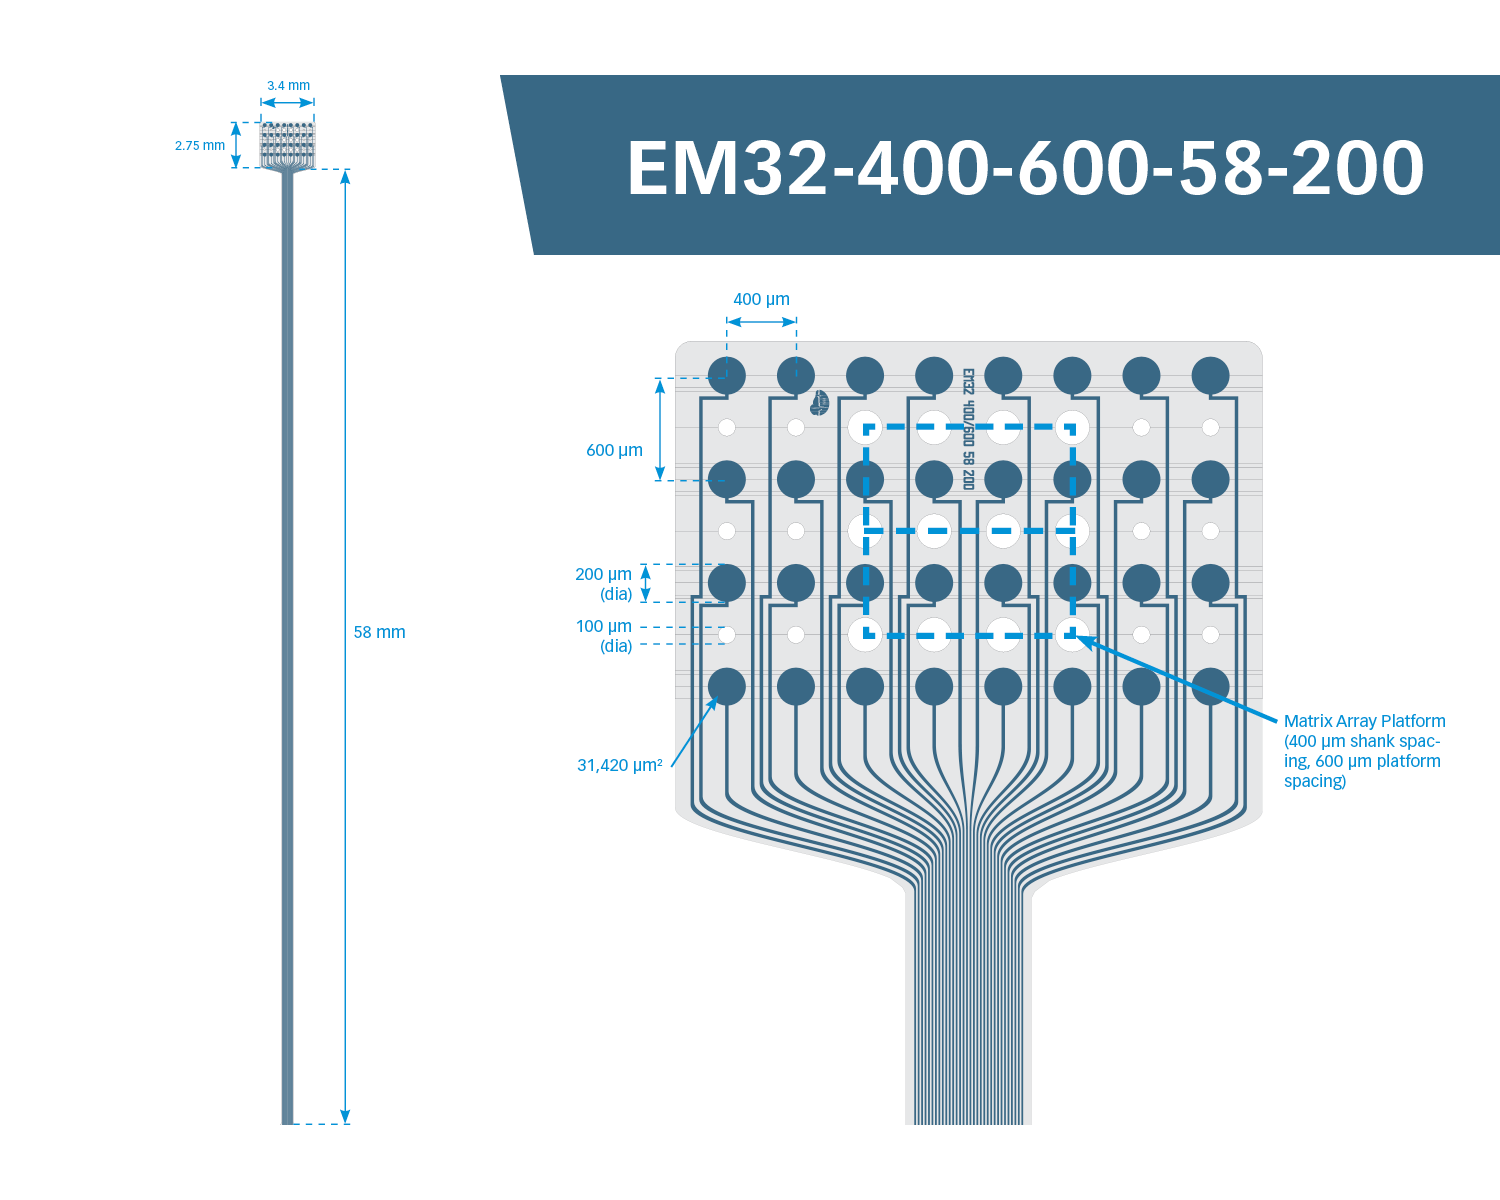 3.4 mm
2.75 mm
58 mm
EM32-400-600-58-200
400 µm
600 µm
EM32 400/600 58 200
200 µm
(dia)
100 µm
(dia)
31,420 µm²
Matrix Array Platform
(400 µm shank spac-
ing, 600 µm platform
spacing)